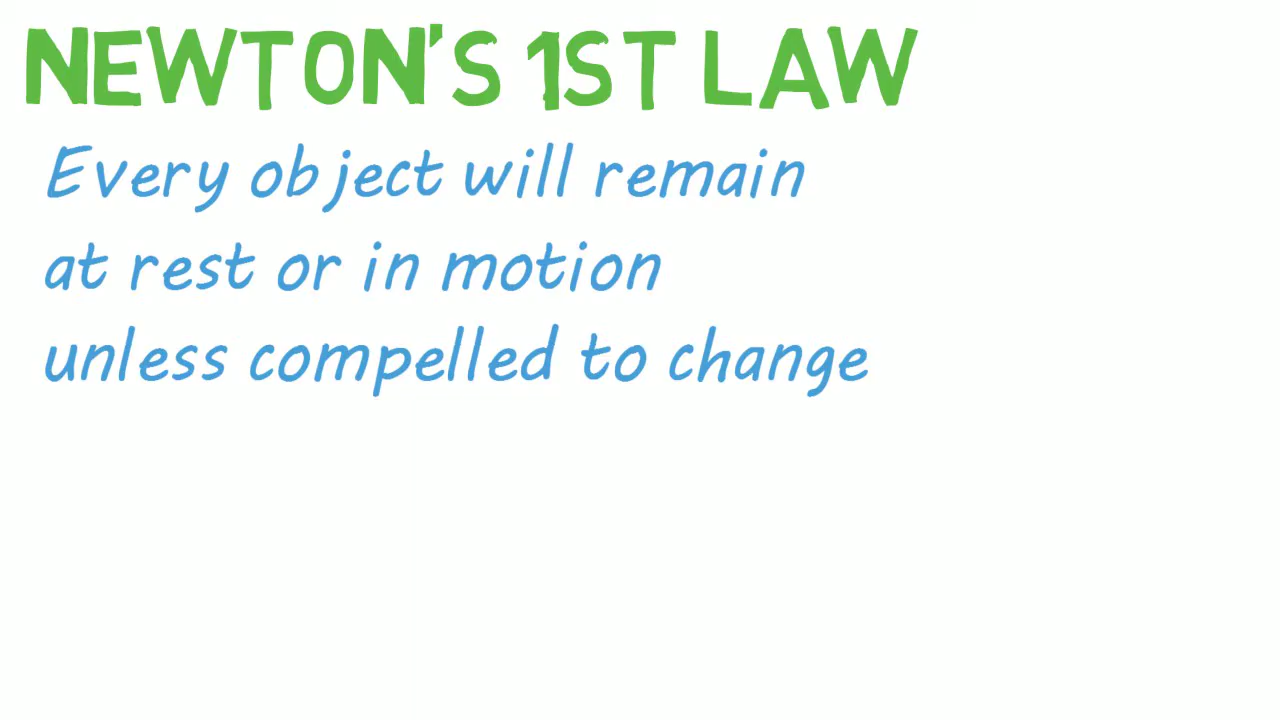 NEWTON'S 1ST LAW
Every object will remain
at rest or in motion
unless compelled to change